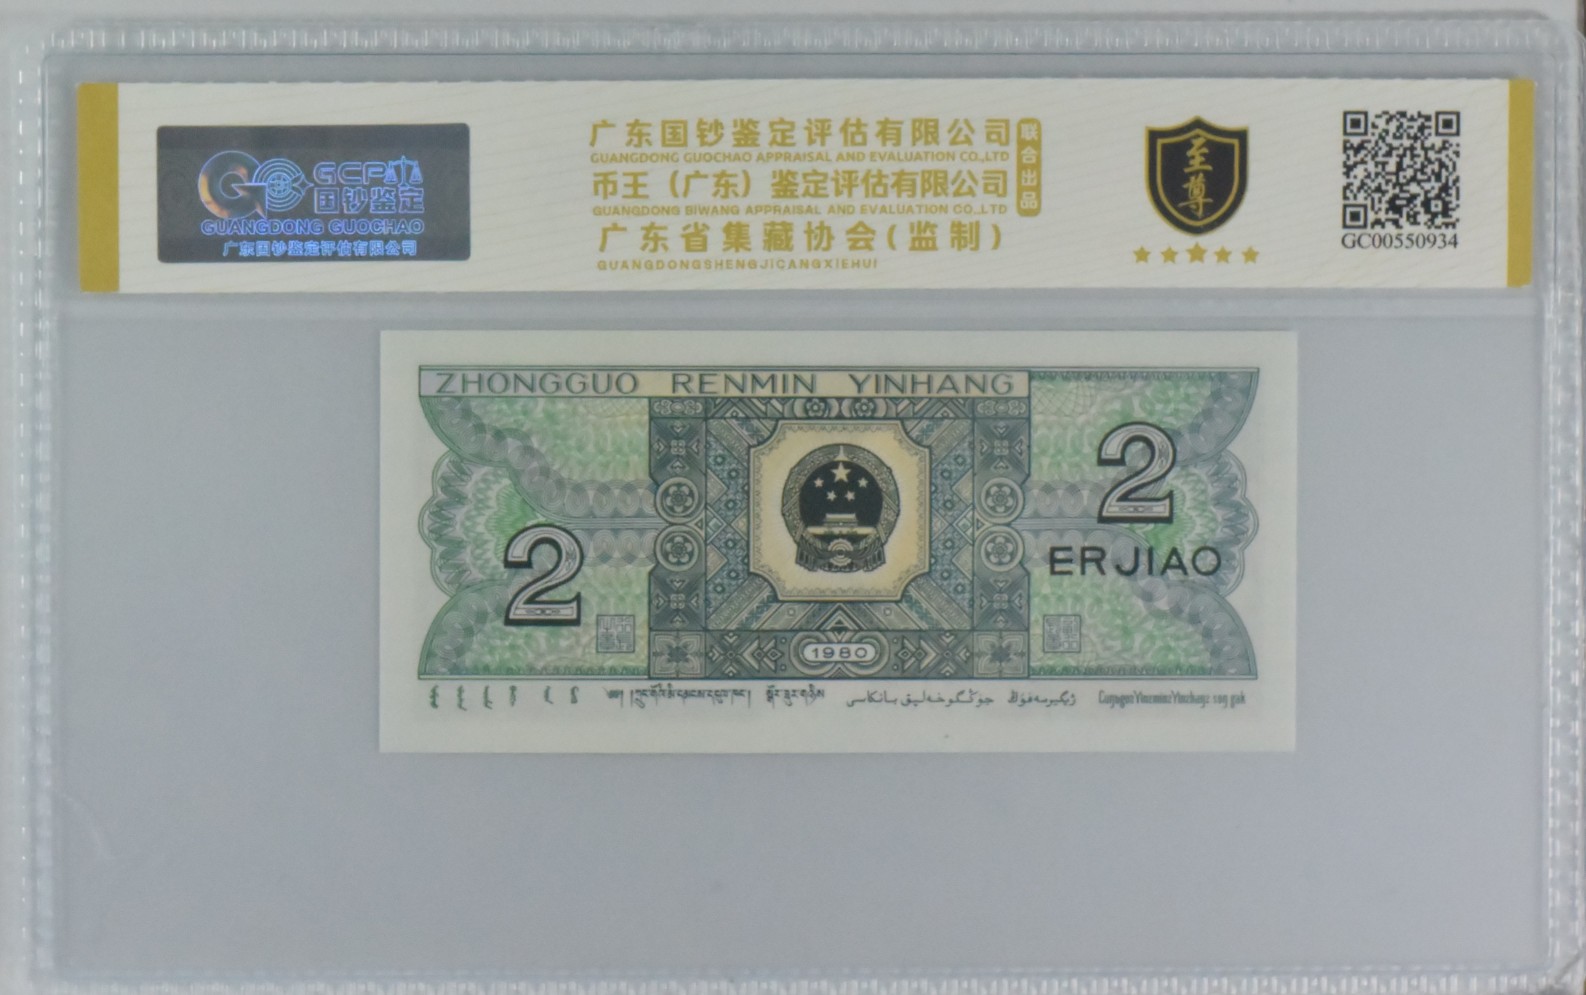 GCP
国钞鉴定
GUANGDONG GUOCHAO
广东国钞鉴定评估有限公司
广东国钞鉴定评估有限公司
GUANGDONG GUOCHAO APPRAISAL AND EVALUATION CO.,LTD
币王（广东）鉴定评估有限公司
GUANGDONG BIWANG APPRAISAL AND EVALUATION CO.,LTD
广东省集藏协会(监制)
GUANGDONGSHENGJICANGXIEHUI
联合出品
至尊
GC00550934
ZHONGGUO RENMIN YINHANG
2
ERJIAO
2
1980